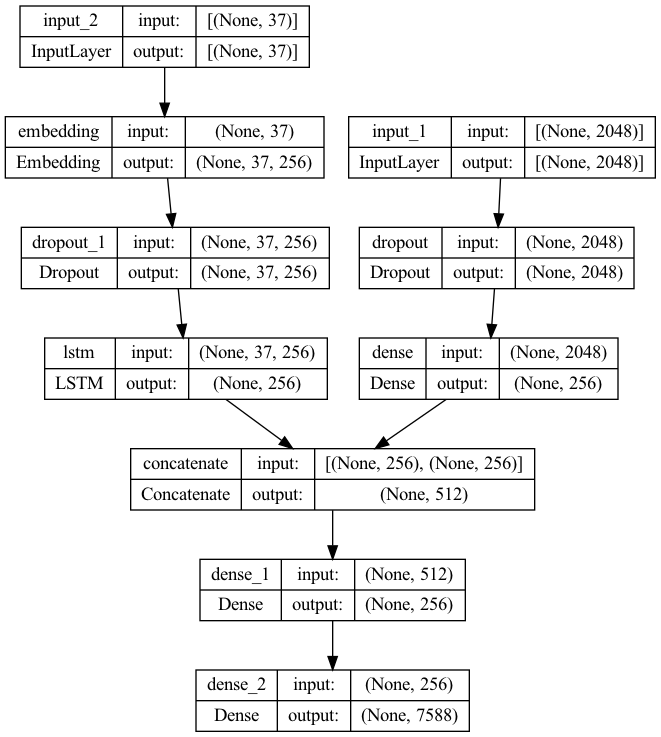 input_2 input: [(None, 37)]
InputLayer output: [(None, 37)]
embedding input: (None, 37)
Embedding output: (None, 37, 256)
input_1 input: [(None, 2048)]
InputLayer output: [(None, 2048)]
dropout_1 input: (None, 37, 256)
Dropout output: (None, 37, 256)
dropout input: (None, 2048)
Dropout output: (None, 2048)
lstm input: (None, 37, 256)
LSTM output: (None, 256)
dense input: (None, 2048)
Dense output: (None, 256)
concatenate input: [(None, 256), (None, 256)]
Concatenate output: (None, 512)
dense_1 input: (None, 512)
Dense output: (None, 256)
dense_2 input: (None, 256)
Dense output: (None, 7588)